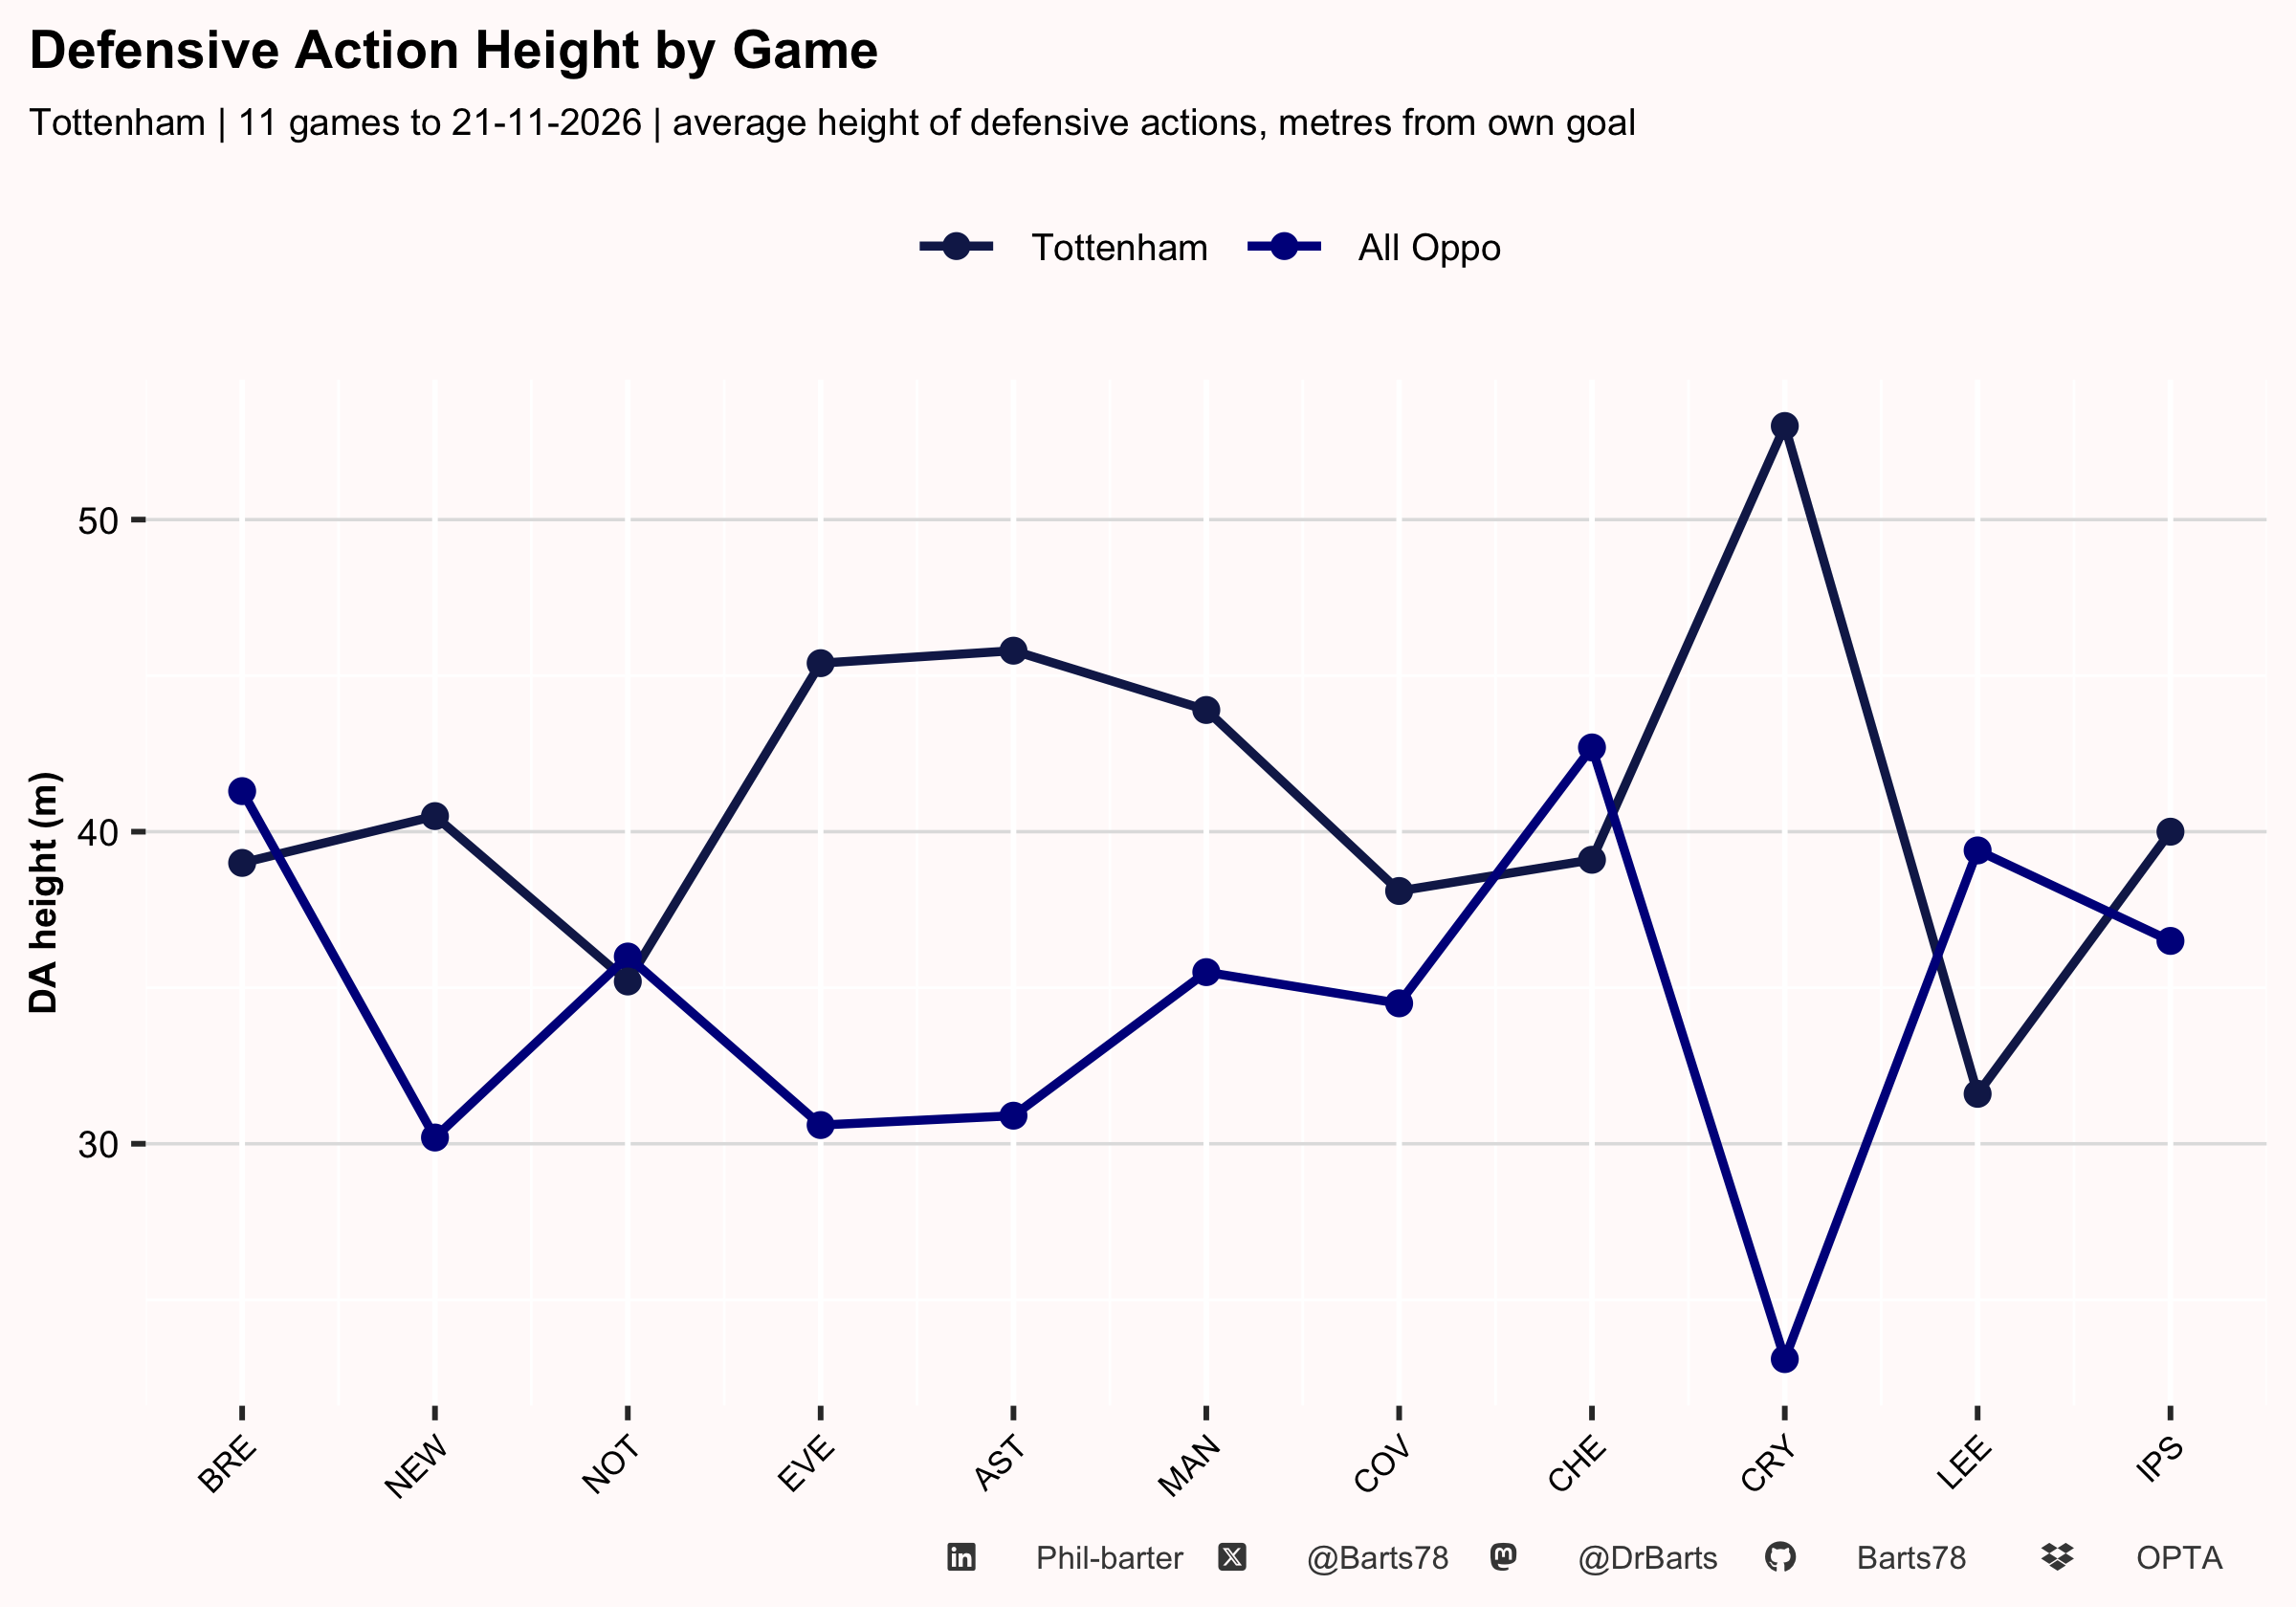 Defensive Action Height by Game
Tottenham | 11 games to 21-11-2026 | average height of defensive actions, metres from own goal
Tottenham All Oppo
DA height (m)
50
40
30
BRE NEW NOT EVE AST MAN COV CHE CRY LEE IPS
Phil-barter @Barts78 @DrBarts Barts78 OPTA